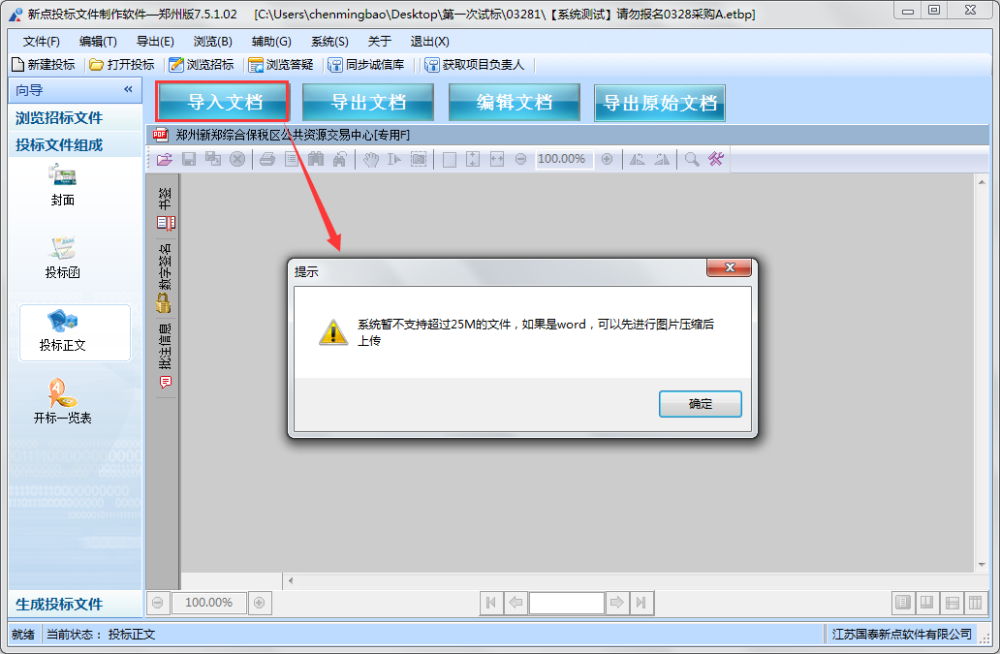 新点投标文件制作软件—郑州版7.5.1.02 [C:\Users\chenmingbao\Desktop\第一次试标\03281\【系统测试】请勿报名0328采购A.etbp]
文件(F) 编辑(T) 导出(E) 浏览(B) 辅助(G) 系统(S) 关于 退出(X)
新建投标 打开投标 浏览招标 浏览答疑 同步诚信库 获取项目负责人
向导 «
浏览招标文件
投标文件组成
封面
投标函
投标正文
开标一览表
生成投标文件
导入文档 导出文档 编辑文档 导出原始文档
PDF 郑州新郑综合保税区公共资源交易中心[专用F]
100.00%
书签
数字签名
批注信息
提示
系统暂不支持超过25M的文件，如果是word，可以先进行图片压缩后
上传
确定
100.00%
就绪 当前状态： 投标正文 江苏国泰新点软件有限公司